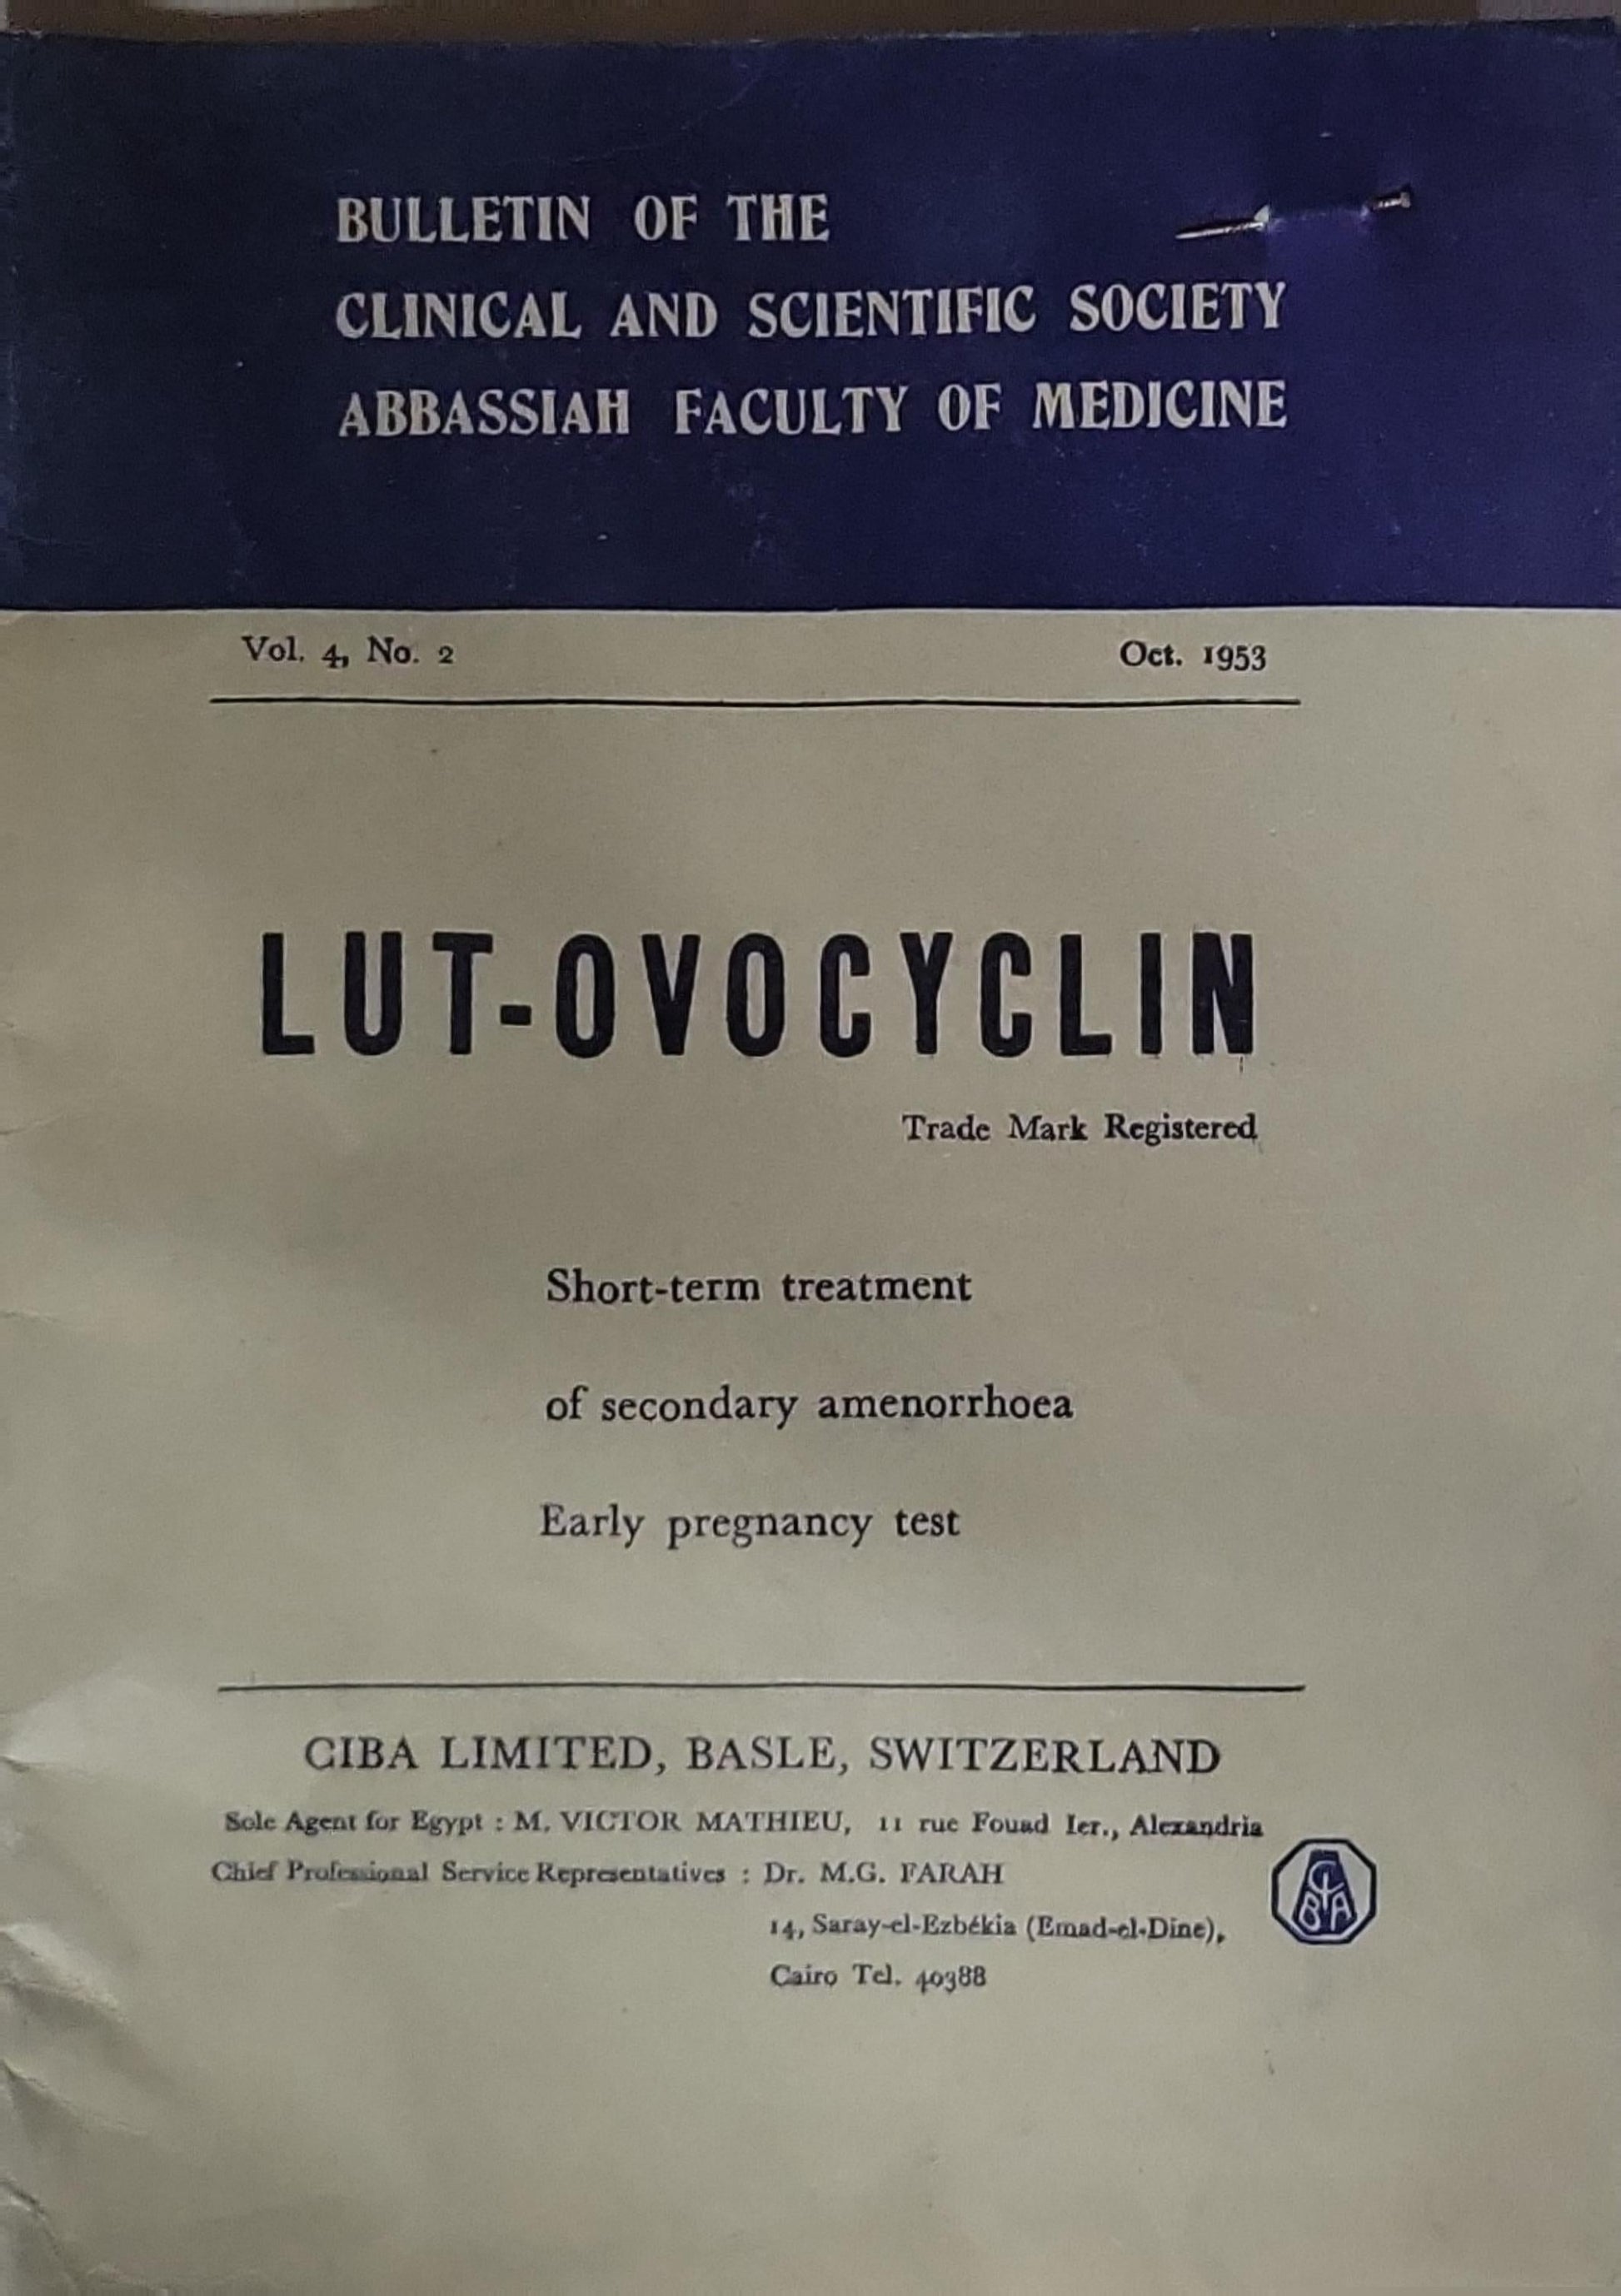 BULLETIN OF THE
CLINICAL AND SCIENTIFIC SOCIETY
ABBASSIAH FACULTY OF MEDICINE
Vol. 4, No. 2 Oct. 1953
LUT-OVOCYCLIN
Trade Mark Registered
Short-term treatment
of secondary amenorrhoea
Early pregnancy test
CIBA LIMITED, BASLE, SWITZERLAND
Sole Agent for Egypt : M. VICTOR MATHIEU, 11 rue Fouad Ier., Alexandria
Chief Professional Service Representatives : Dr. M.G. FARAH
14, Saray-el-Ezbékia (Emad-el-Dine),
Cairo Tel. 40388
CIBA